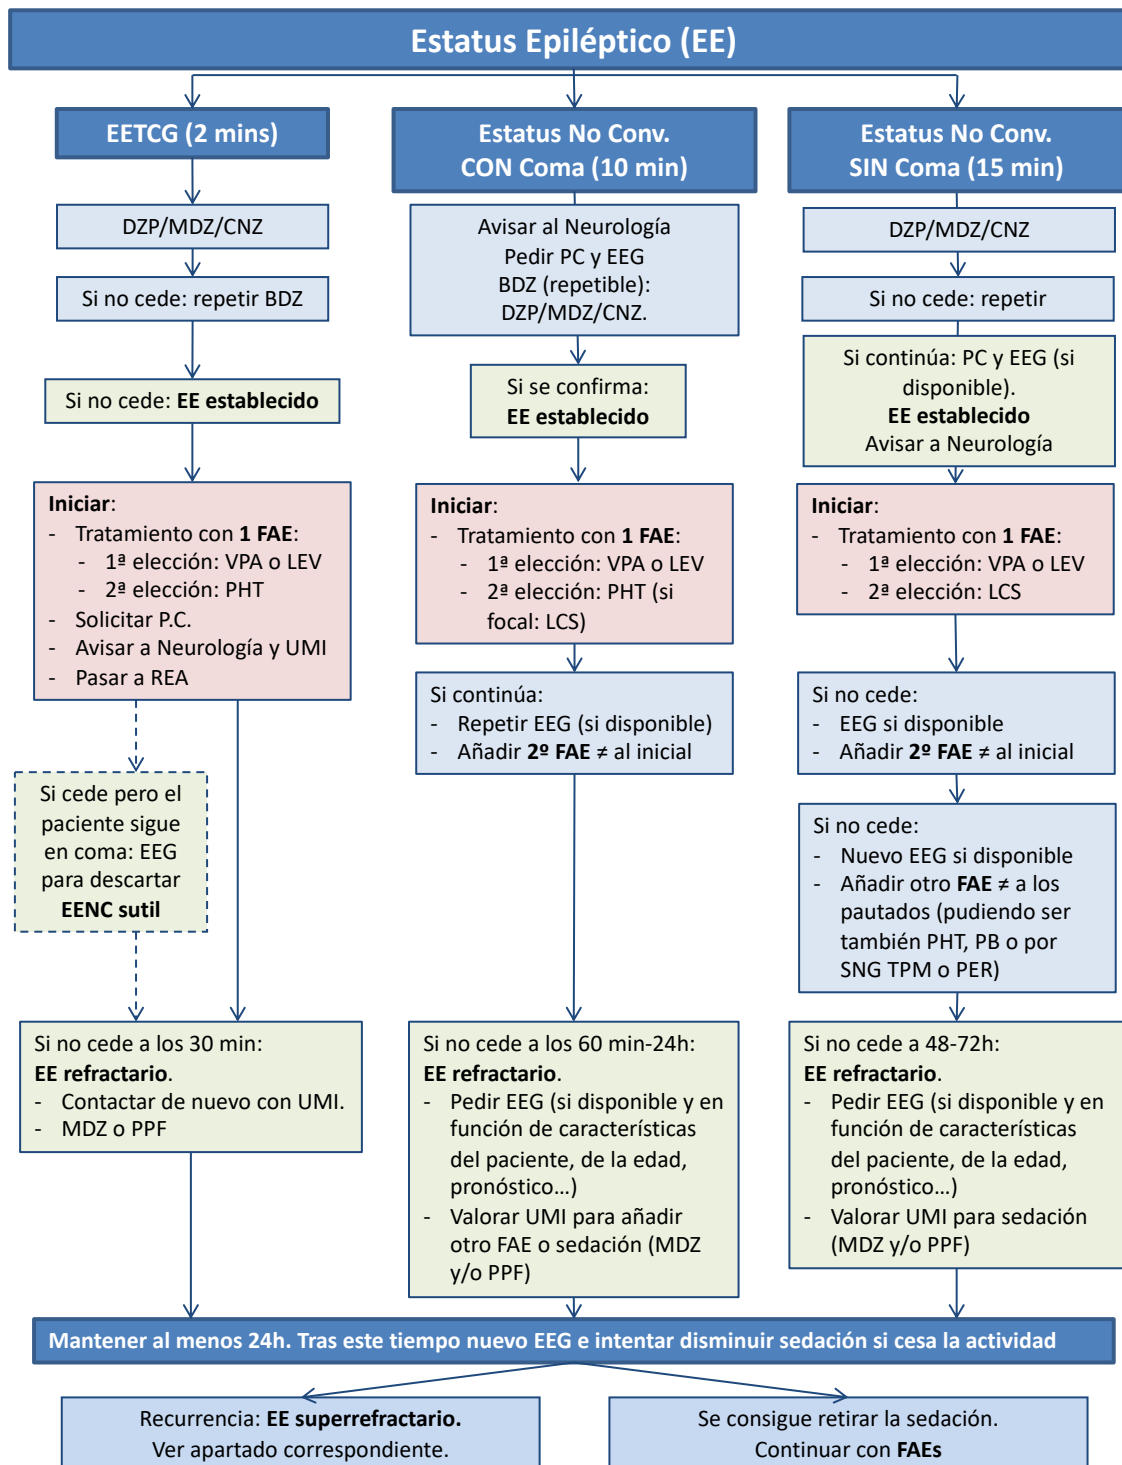 Estatus Epiléptico (EE)
EETCG (2 mins)
DZP/MDZ/CNZ
Si no cede: repetir BDZ
Si no cede: EE establecido
Iniciar:
- Tratamiento con 1 FAE:
- 1ª elección: VPA o LEV
- 2ª elección: PHT
- Solicitar P.C.
- Avisar a Neurología y UMI
- Pasar a REA
Si cede pero el
paciente sigue
en coma: EEG
para descartar
EENC sutil
Si no cede a los 30 min:
EE refractario.
- Contactar de nuevo con UMI.
- MDZ o PPF
Estatus No Conv.
CON Coma (10 min)
Avisar al Neurología
Pedir PC y EEG
BDZ (repetible):
DZP/MDZ/CNZ.
Si se confirma:
EE establecido
Iniciar:
- Tratamiento con 1 FAE:
- 1ª elección: VPA o LEV
- 2ª elección: PHT (si
focal: LCS)
Si continúa:
- Repetir EEG (si disponible)
- Añadir 2º FAE ≠ al inicial
Si no cede a los 60 min-24h:
EE refractario.
- Pedir EEG (si disponible y en
función de características
del paciente, de la edad,
pronóstico…)
- Valorar UMI para añadir
otro FAE o sedación (MDZ
y/o PPF)
Estatus No Conv.
SIN Coma (15 min)
DZP/MDZ/CNZ
Si no cede: repetir
Si continúa: PC y EEG (si
disponible).
EE establecido
Avisar a Neurología
Iniciar:
- Tratamiento con 1 FAE:
- 1ª elección: VPA o LEV
- 2ª elección: LCS
Si no cede:
- EEG si disponible
- Añadir 2º FAE ≠ al inicial
Si no cede:
- Nuevo EEG si disponible
- Añadir otro FAE ≠ a los
pautados (pudiendo ser
también PHT, PB o por
SNG TPM o PER)
Si no cede a 48-72h:
EE refractario.
- Pedir EEG (si disponible y en
función de características
del paciente, de la edad,
pronóstico…)
- Valorar UMI para sedación
(MDZ y/o PPF)
Mantener al menos 24h. Tras este tiempo nuevo EEG e intentar disminuir sedación si cesa la actividad
Recurrencia: EE superrefractario.
Ver apartado correspondiente.
Se consigue retirar la sedación.
Continuar con FAEs